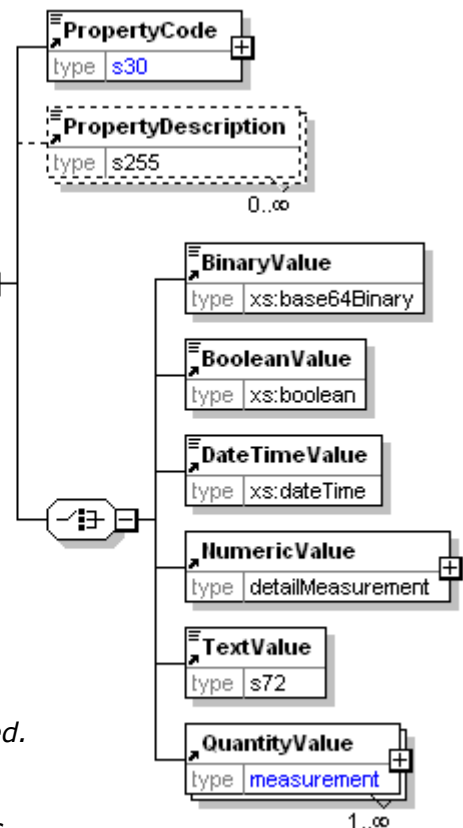 PropertyCode
type s30
PropertyDescription
type s255
0..∞
BinaryValue
type xs:base64Binary
BooleanValue
type xs:boolean
DateTimeValue
type xs:dateTime
NumericValue
type detailMeasurement
TextValue
type s72
ed.
QuantityValue
type measurement
1..∞